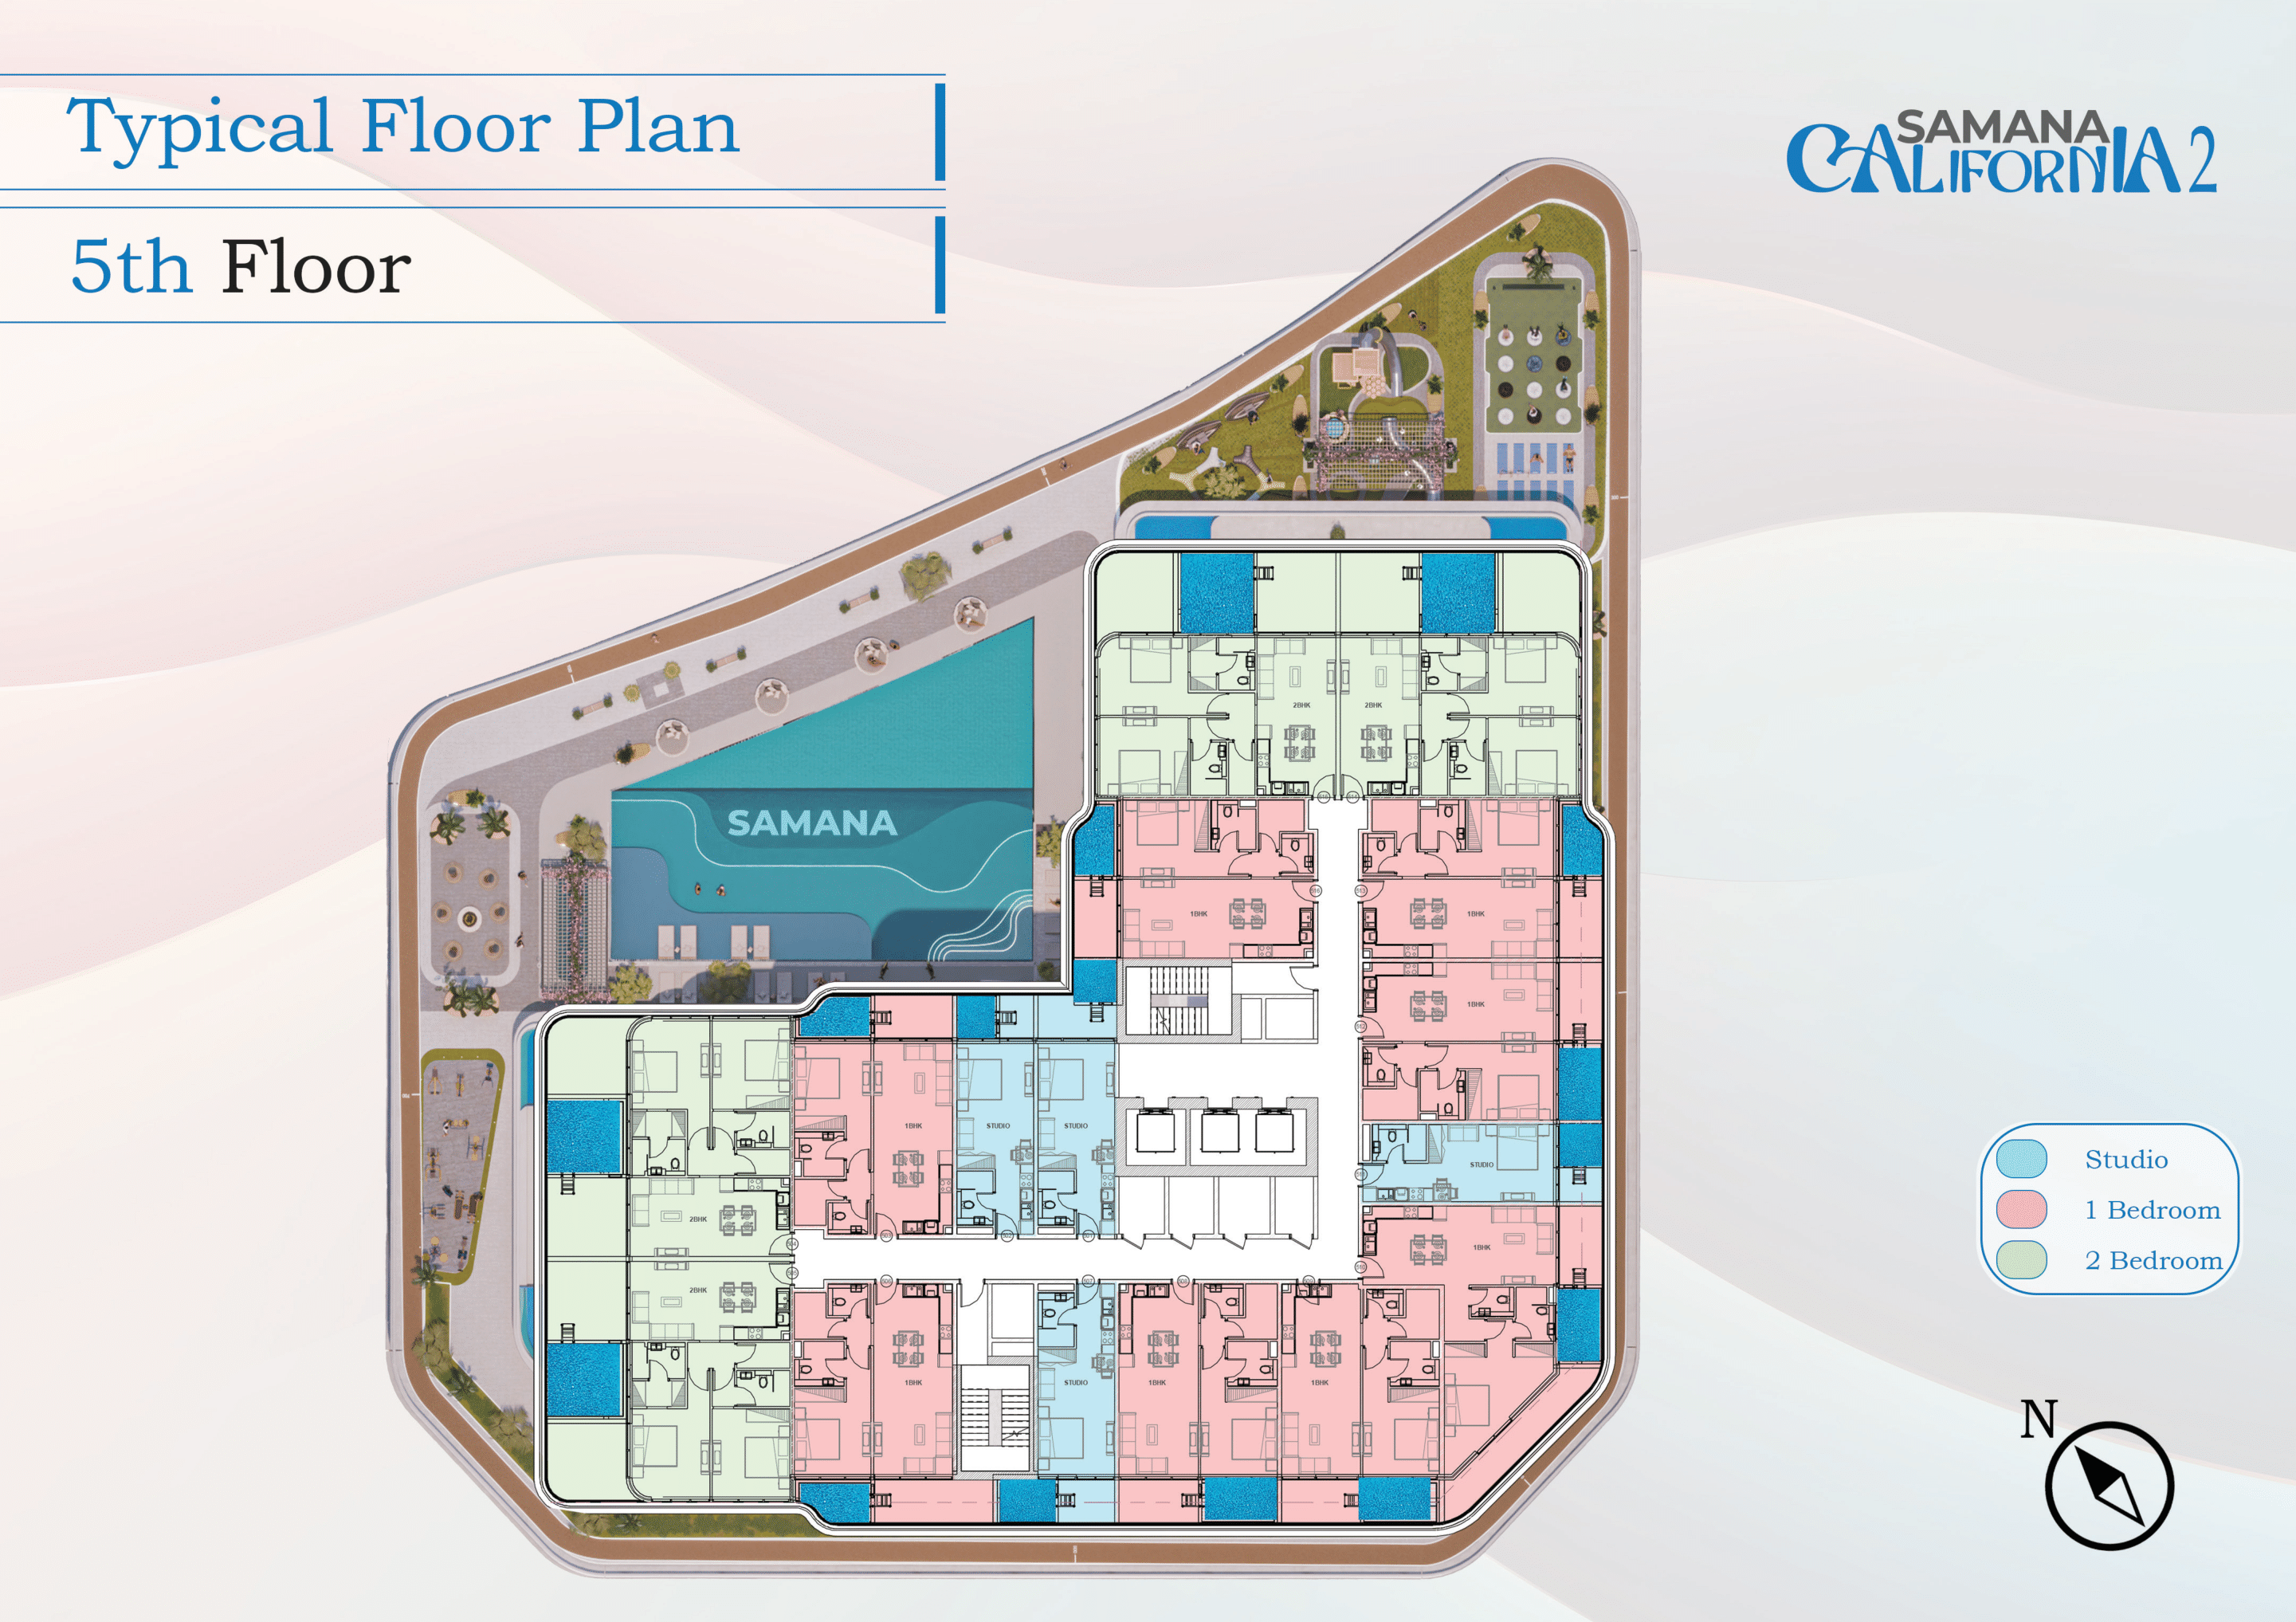 Typical Floor Plan
5th Floor
SAMANA
CALIFORNIA 2
2BHK
2BHK
SAMANA
1BHK
1BHK
1BHK
1BHK
STUDIO
STUDIO
STUDIO
2BHK
1BHK
2BHK
1BHK
STUDIO
1BHK
1BHK
Studio
1 Bedroom
2 Bedroom
N